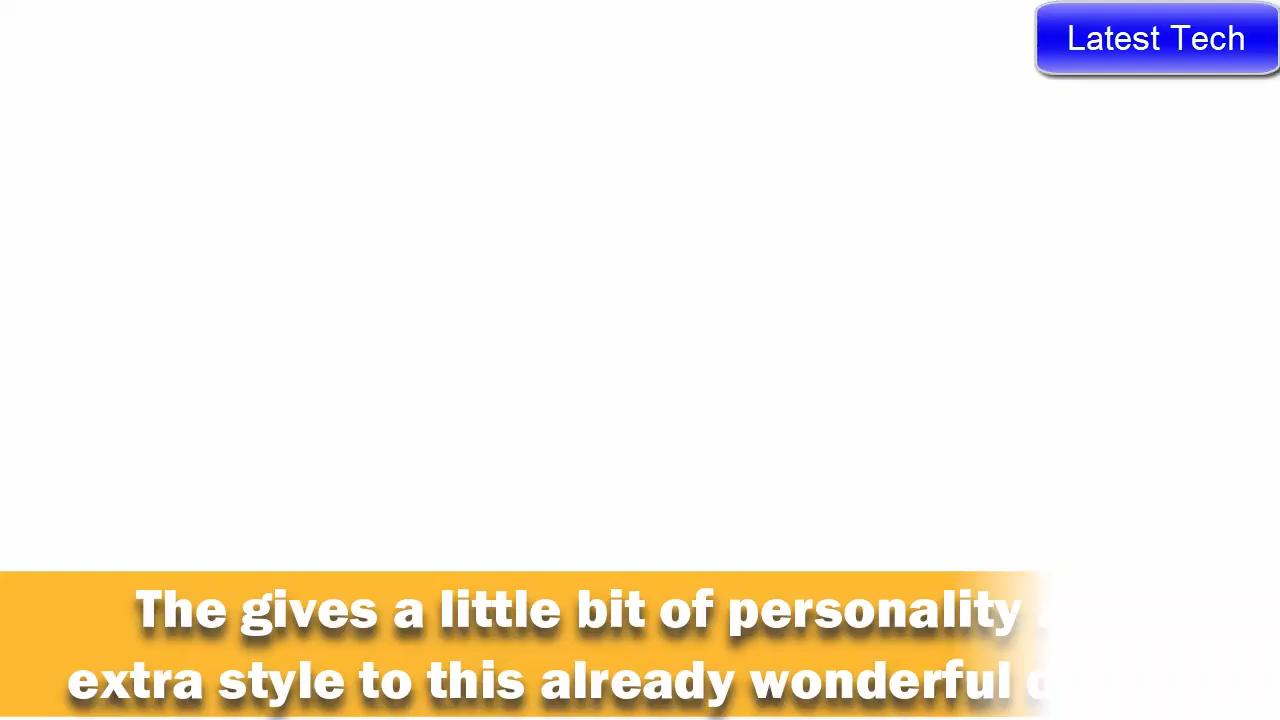 Latest Tech
The gives a little bit of personality
extra style to this already wonderful